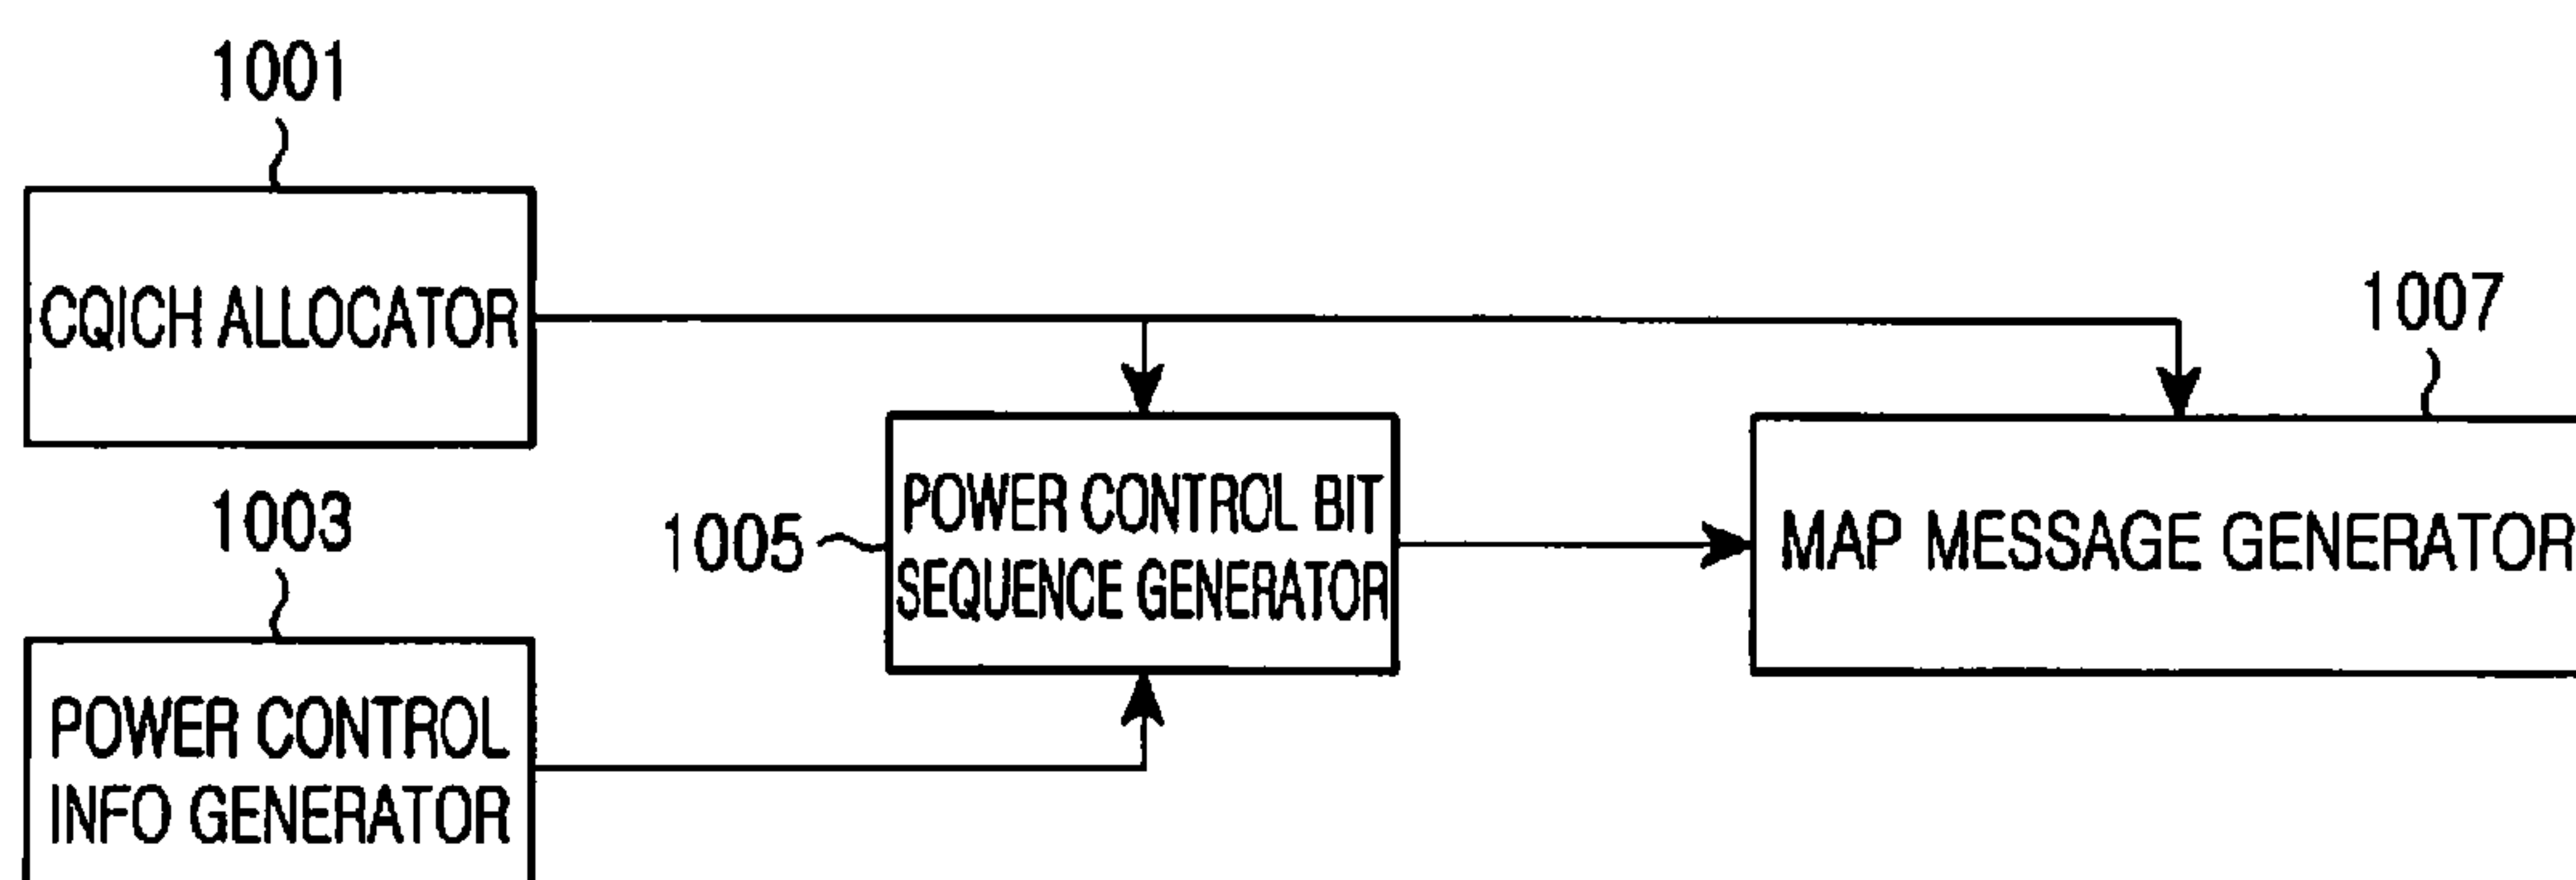 1001
CQICH ALLOCATOR
1003
POWER CONTROL
INFO GENERATOR
1005
POWER CONTROL BIT
SEQUENCE GENERATOR
1007
MAP MESSAGE GENERATOR